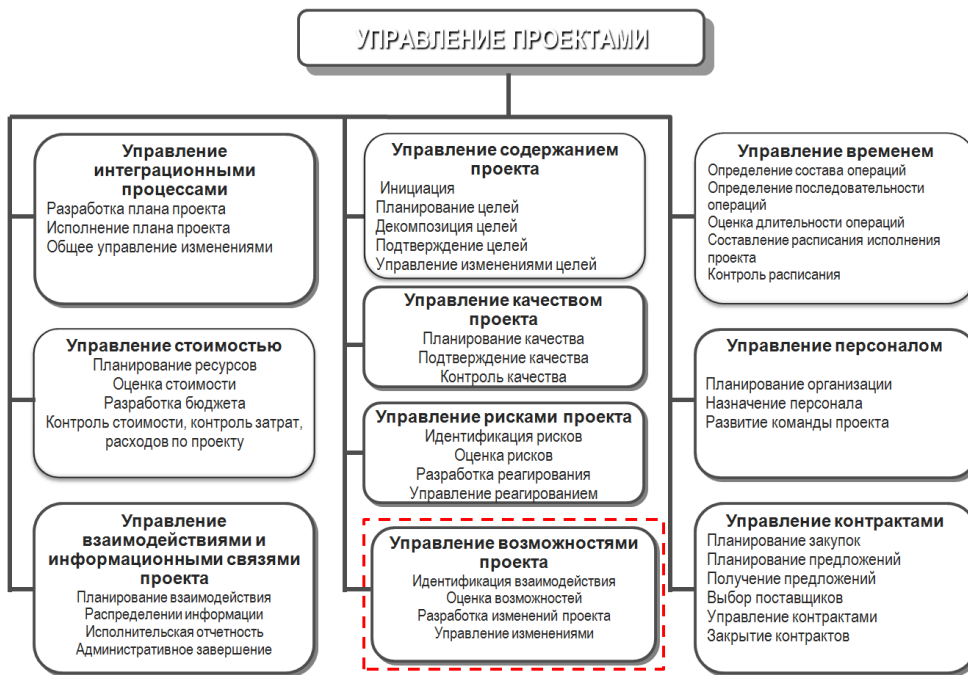 УПРАВЛЕНИЕ ПРОЕКТАМИ
Управление
интеграционными
процессами
Разработка плана проекта
Исполнение плана проекта
Общее управление изменениями
Управление стоимостью
Планирование ресурсов
Оценка стоимости
Разработка бюджета
Контроль стоимости, контроль затрат,
расходов по проекту
Управление
взаимодействиями и
информационными связями
проекта
Планирование взаимодействия
Распределении информации
Исполнительская отчетность
Административное завершение
Управление содержанием
проекта
Инициация
Планирование целей
Декомпозиция целей
Подтверждение целей
Управление изменениями целей
Управление качеством
проекта
Планирование качества
Подтверждение качества
Контроль качества
Управление рисками проекта
Идентификация рисков
Оценка рисков
Разработка реагирования
Управление реагированием
Управление возможностями
проекта
Идентификация взаимодействия
Оценка возможностей
Разработка изменений проекта
Управление изменениями
Управление временем
Определение состава операций
Определение последовательности
операций
Оценка длительности операций
Составление расписания исполнения
проекта
Контроль расписания
Управление персоналом
Планирование организации
Назначение персонала
Развитие команды проекта
Управление контрактами
Планирование закупок
Планирование предложений
Получение предложений
Выбор поставщиков
Управление контрактами
Закрытие контрактов